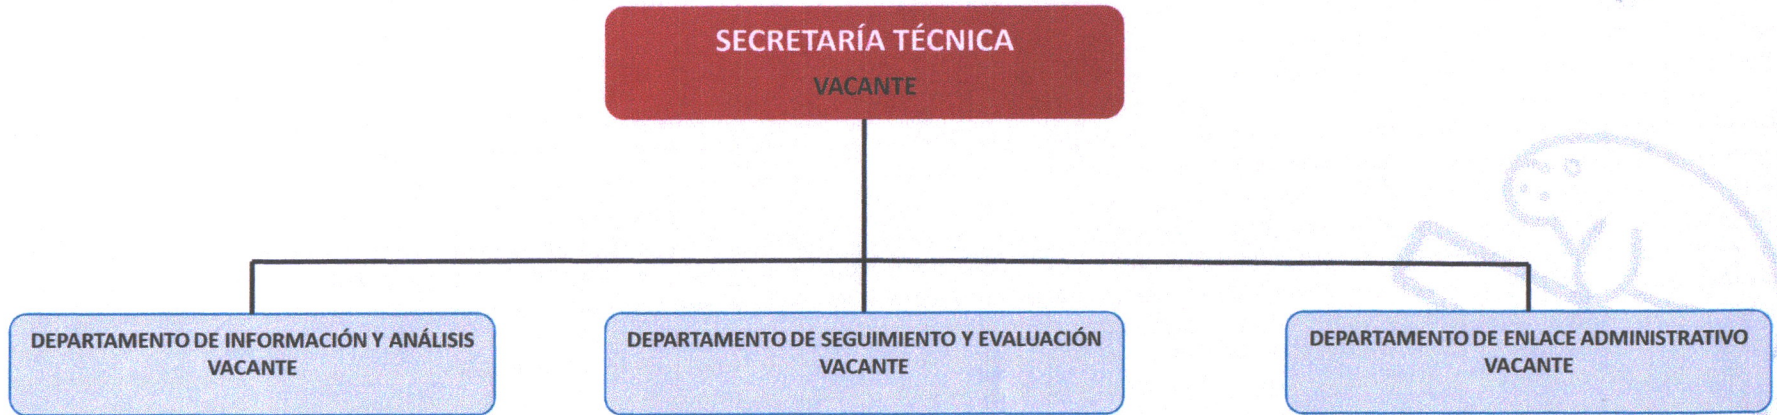 SECRETARÍA TÉCNICA
VACANTE
DEPARTAMENTO DE INFORMACIÓN Y ANÁLISIS
VACANTE
DEPARTAMENTO DE SEGUIMIENTO Y EVALUACIÓN
VACANTE
DEPARTAMENTO DE ENLACE ADMINISTRATIVO
VACANTE